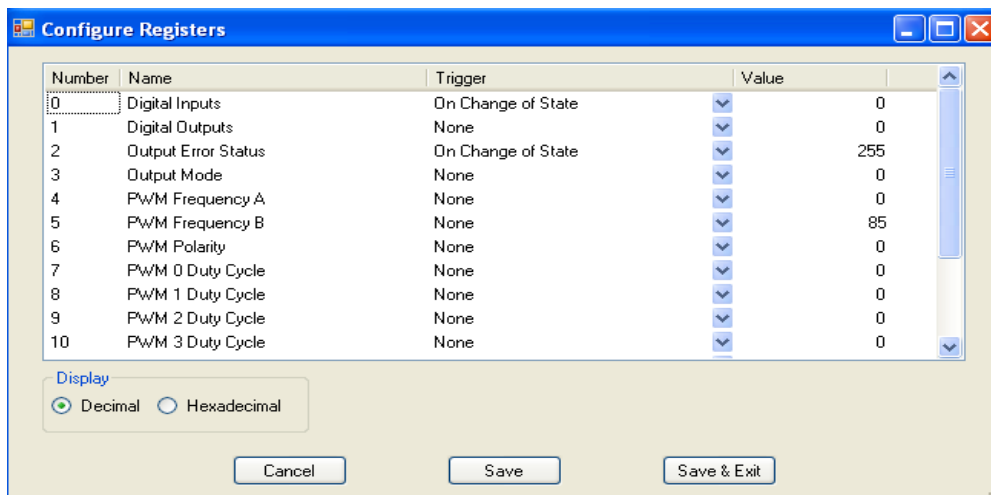 Configure Registers
Number Name Trigger Value
0 Digital Inputs On Change of State 0
1 Digital Outputs None 0
2 Output Error Status On Change of State 255
3 Output Mode None 0
4 PWM Frequency A None 0
5 PWM Frequency B None 85
6 PWM Polarity None 0
7 PWM 0 Duty Cycle None 0
8 PWM 1 Duty Cycle None 0
9 PWM 2 Duty Cycle None 0
10 PWM 3 Duty Cycle None 0
Display
Decimal Hexadecimal
Cancel Save Save & Exit